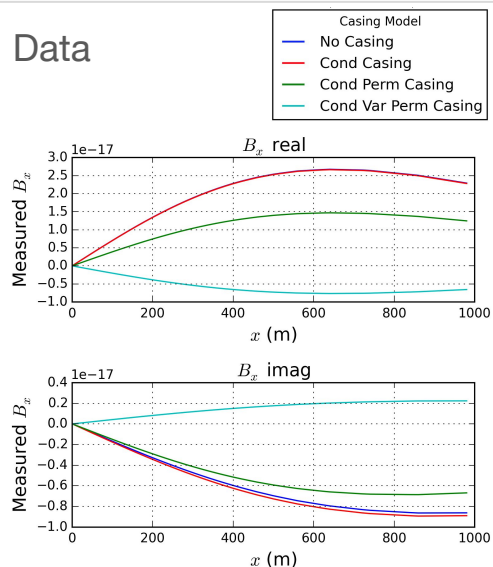 Data
Casing Model
No Casing
Cond Casing
Cond Perm Casing
Cond Var Perm Casing
1e−17
B_x real
3.0
2.5
2.0
1.5
1.0
0.5
0.0
−0.5
−1.0
Measured B_x
0 200 400 600 800 1000
x (m)
1e−17
B_x imag
0.4
0.2
0.0
−0.2
−0.4
−0.6
−0.8
−1.0
Measured B_x
0 200 400 600 800 1000
x (m)